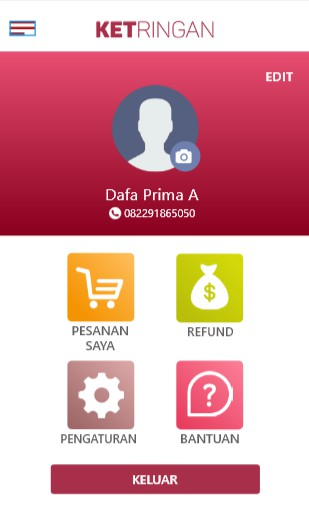 KETRINGAN
EDIT
Dafa Prima A
082291865050
PESANAN
SAYA
REFUND
PENGATURAN
BANTUAN
KELUAR